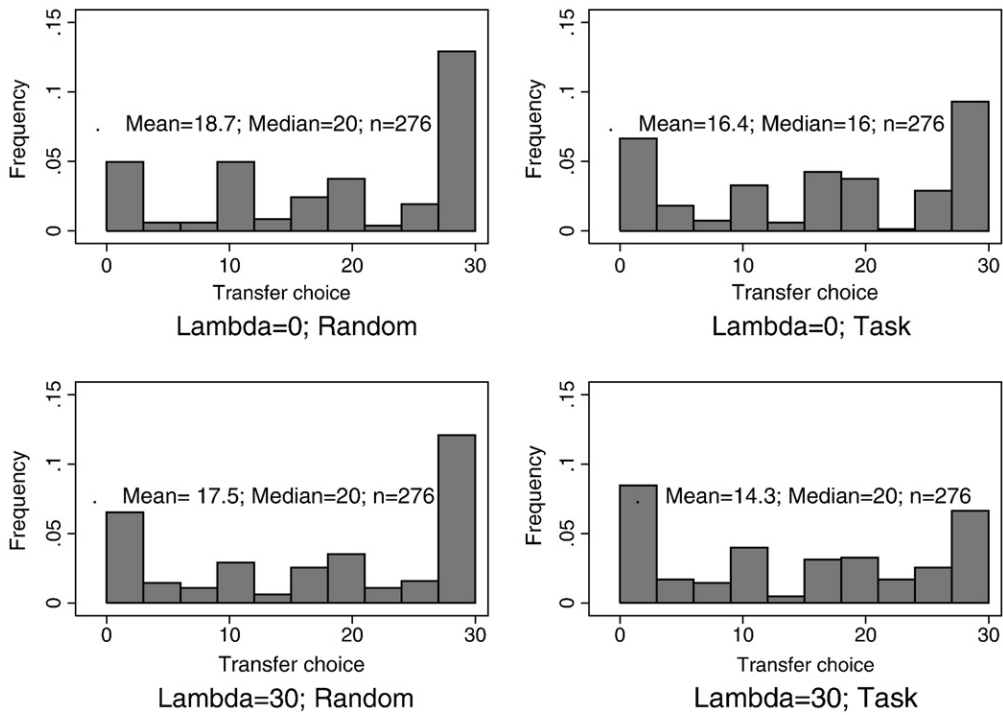 Frequency
.15
.1
.05
0
. Mean=18.7; Median=20; n=276
0 10 20 30
Transfer choice
Lambda=0; Random
Frequency
.15
.1
.05
0
. Mean=16.4; Median=16; n=276
0 10 20 30
Transfer choice
Lambda=0; Task
Frequency
.15
.1
.05
0
. Mean= 17.5; Median=20; n=276
0 10 20 30
Transfer choice
Lambda=30; Random
Frequency
.15
.1
.05
0
. Mean=14.3; Median=20; n=276
0 10 20 30
Transfer choice
Lambda=30; Task